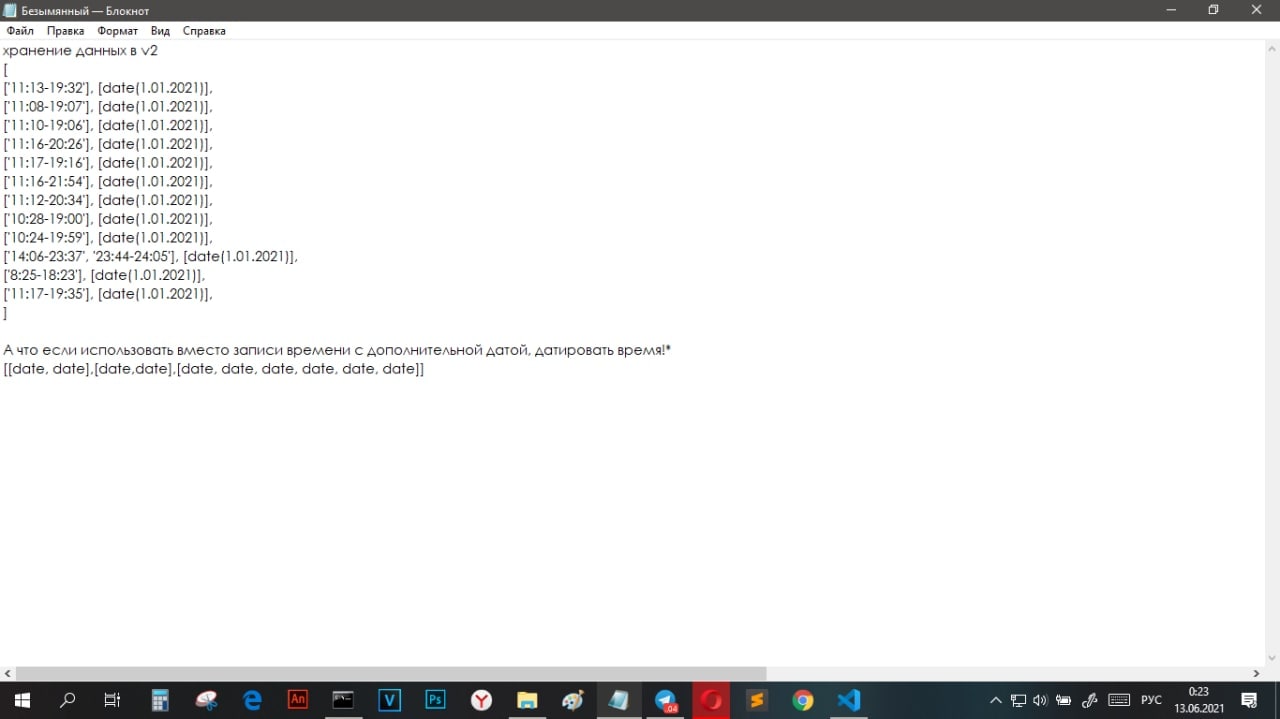 Безымянный — Блокнот
Файл Правка Формат Вид Справка
хранение данных в v2
[
['11:13-19:32'], [date(1.01.2021)],
['11:08-19:07'], [date(1.01.2021)],
['11:10-19:06'], [date(1.01.2021)],
['11:16-20:26'], [date(1.01.2021)],
['11:17-19:16'], [date(1.01.2021)],
['11:16-21:54'], [date(1.01.2021)],
['11:12-20:34'], [date(1.01.2021)],
['10:28-19:00'], [date(1.01.2021)],
['10:24-19:59'], [date(1.01.2021)],
['14:06-23:37', '23:44-24:05'], [date(1.01.2021)],
['8:25-18:23'], [date(1.01.2021)],
['11:17-19:35'], [date(1.01.2021)],
]
А что если использовать вместо записи времени с дополнительной датой, датировать время!*
[[date, date],[date,date],[date, date, date, date, date, date]]
An V Ps Y .04 РУС 0:23
13.06.2021